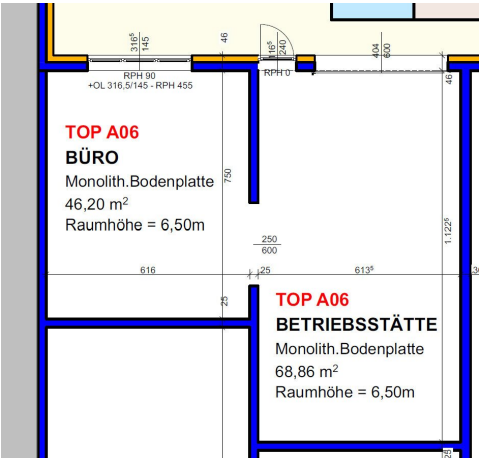 316⁵
145
46
116⁵
240
404
600
RPH 90
+OL 316,5/145 - RPH 455
RPH 0
46
TOP A06
BÜRO
Monolith.Bodenplatte
46,20 m²
Raumhöhe = 6,50m
750
1.122⁵
250
600
616
25
613⁵
25
TOP A06
BETRIEBSSTÄTTE
Monolith.Bodenplatte
68,86 m²
Raumhöhe = 6,50m
25